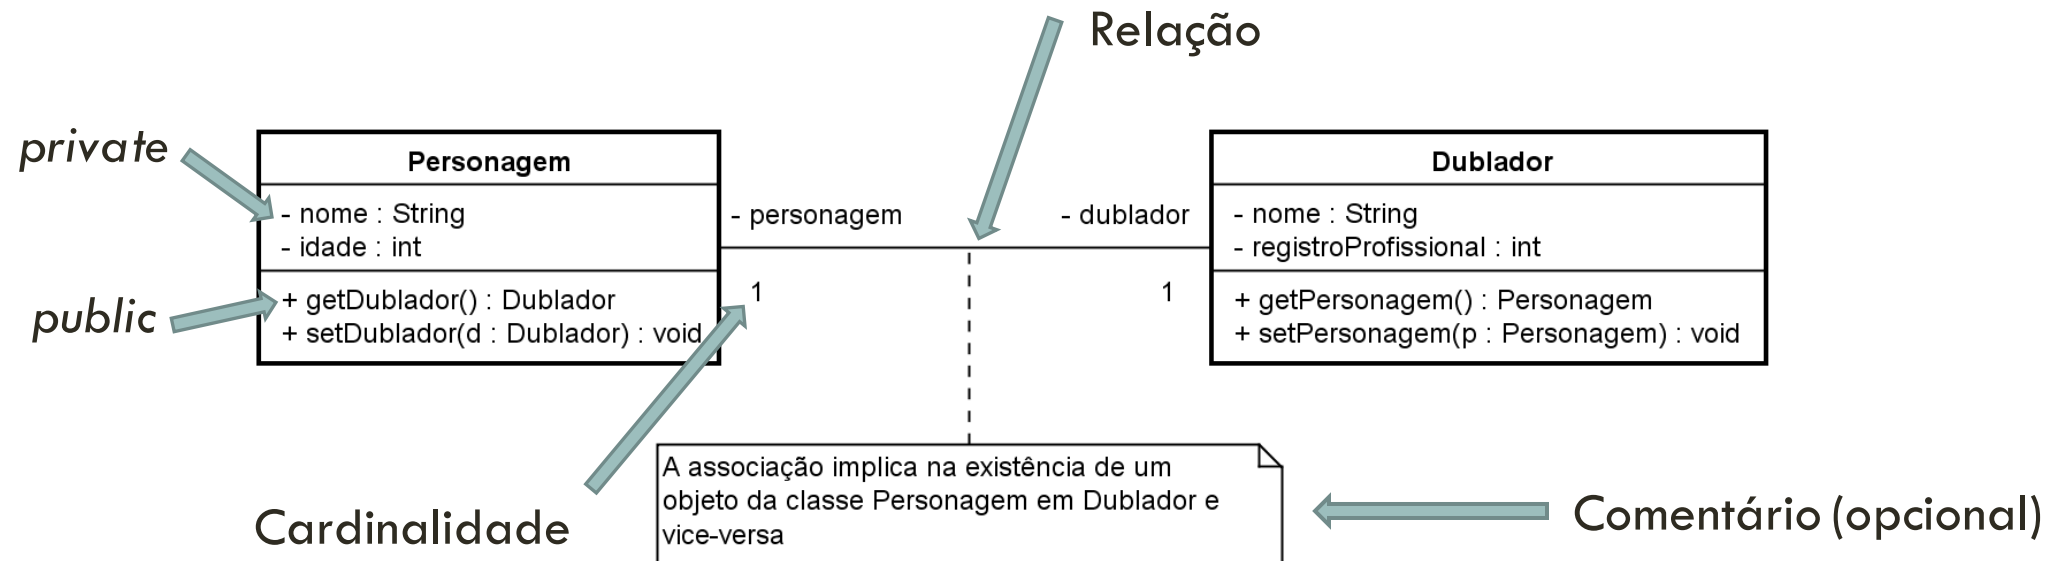 Relação
private
public
Personagem
- nome : String
- idade : int
+ getDublador() : Dublador
+ setDublador(d : Dublador) : void
- personagem
- dublador
1
1
Dublador
- nome : String
- registroProfissional : int
+ getPersonagem() : Personagem
+ setPersonagem(p : Personagem) : void
Cardinalidade
A associação implica na existência de um
objeto da classe Personagem em Dublador e
vice-versa
Comentário (opcional)